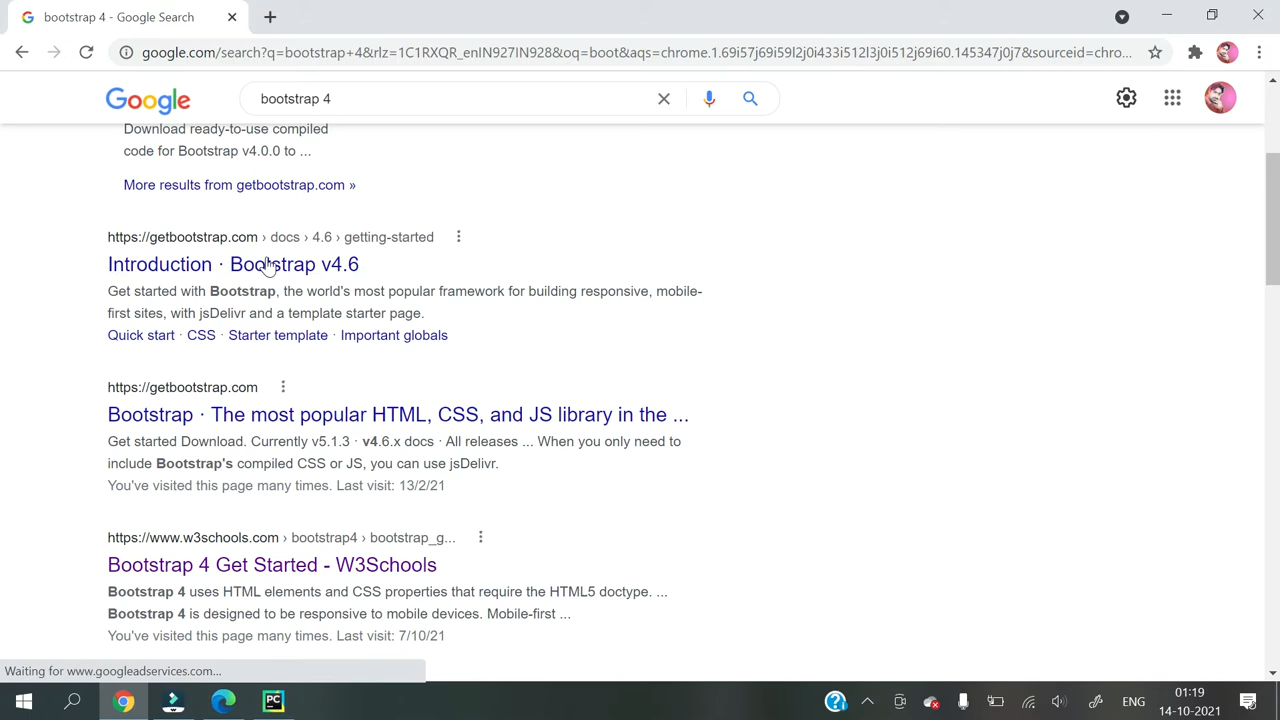 bootstrap 4 - Google Search
google.com/search?q=bootstrap+4&rlz=1C1RXQR_enIN927IN928&oq=boot&aqs=chrome.1.69i57j69i59l2j0i433i512l3j0i512j69i60.145347j0j7&sourceid=chro...
Google
bootstrap 4
Download ready-to-use compiled
code for Bootstrap v4.0.0 to ...
More results from getbootstrap.com »
https://getbootstrap.com › docs › 4.6 › getting-started
Introduction · Bootstrap v4.6
Get started with Bootstrap, the world's most popular framework for building responsive, mobile-
first sites, with jsDelivr and a template starter page.
Quick start · CSS · Starter template · Important globals
https://getbootstrap.com
Bootstrap · The most popular HTML, CSS, and JS library in the ...
Get started Download. Currently v5.1.3 · v4.6.x docs · All releases ... When you only need to
include Bootstrap's compiled CSS or JS, you can use jsDelivr.
You've visited this page many times. Last visit: 13/2/21
https://www.w3schools.com › bootstrap4 › bootstrap_g...
Bootstrap 4 Get Started - W3Schools
Bootstrap 4 uses HTML elements and CSS properties that require the HTML5 doctype. ...
Bootstrap 4 is designed to be responsive to mobile devices. Mobile-first ...
You've visited this page many times. Last visit: 7/10/21
Waiting for www.googleadservices.com...
PC
ENG
01:19
14-10-2021